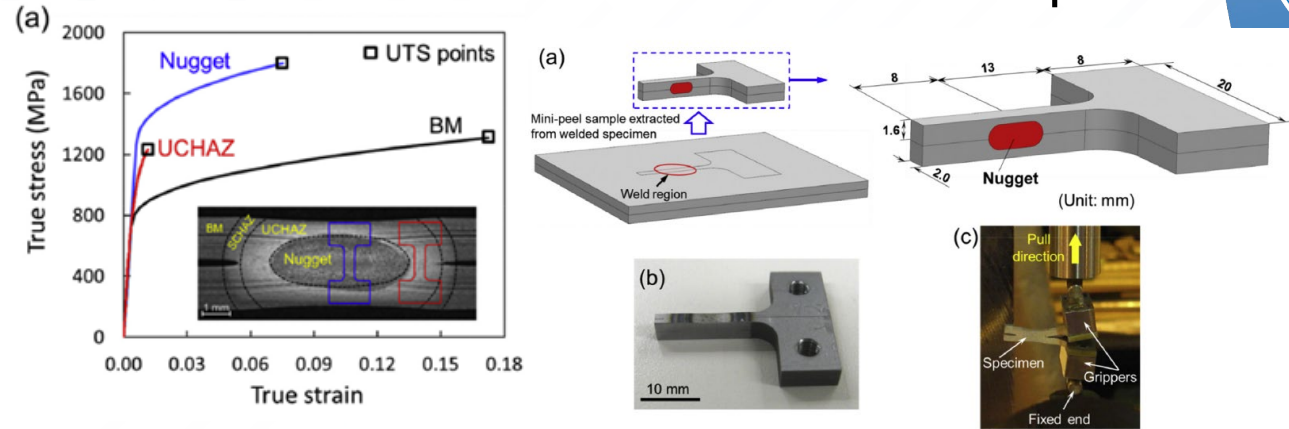 (a)
True stress (MPa)
2000
1600
1200
800
400
0
0.00
0.03
0.06
0.09
0.12
0.15
0.18
True strain
Nugget
UTS points
UCHAZ
BM
BM
SCHAZ
UCHAZ
Nugget
1 mm
(a)
Mini-peel sample extracted
from welded specimen
Weld region
8
13
8
20
1.6
2.0
Nugget
(Unit: mm)
(b)
10 mm
(c)
Pull
direction
Specimen
Grippers
Fixed end